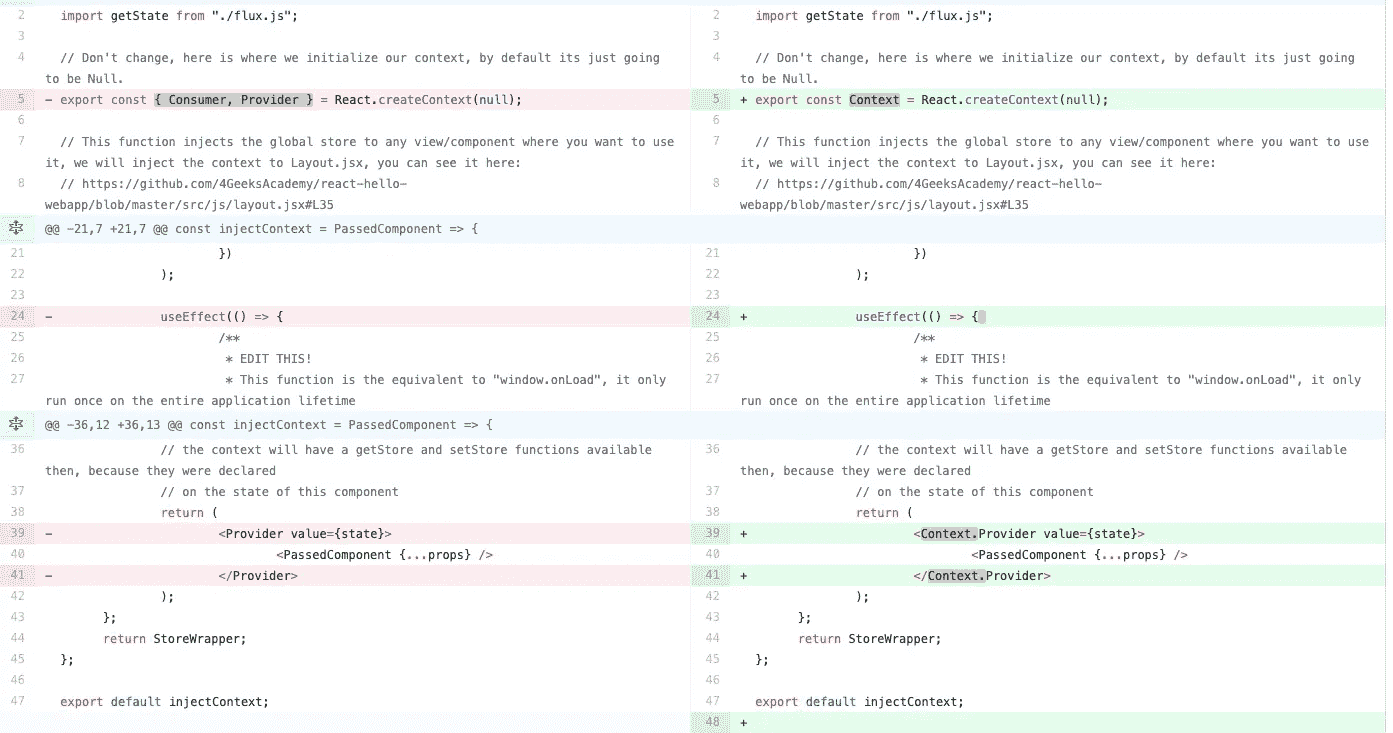 2 import getState from "./flux.js";
3
4 // Don't change, here is where we initialize our context, by default its just going
to be Null.
5 − export const { Consumer, Provider } = React.createContext(null);
6
7 // This function injects the global store to any view/component where you want to use
it, we will inject the context to Layout.jsx, you can see it here:
8 // https://github.com/4GeeksAcademy/react-hello-
webapp/blob/master/src/js/layout.jsx#L35
@@ −21,7 +21,7 @@ const injectContext = PassedComponent => {
21 })
22 );
23
24 − useEffect(() => {
25 /**
26 * EDIT THIS!
27 * This function is the equivalent to "window.onLoad", it only
run once on the entire application lifetime
@@ −36,12 +36,13 @@ const injectContext = PassedComponent => {
36 // the context will have a getStore and setStore functions available
then, because they were declared
37 // on the state of this component
38 return (
39 − <Provider value={state}>
40 <PassedComponent {...props} />
41 − </Provider>
42 );
43 };
44 return StoreWrapper;
45 };
46
47 export default injectContext;
2 import getState from "./flux.js";
3
4 // Don't change, here is where we initialize our context, by default its just going
to be Null.
5 + export const Context = React.createContext(null);
6
7 // This function injects the global store to any view/component where you want to use
it, we will inject the context to Layout.jsx, you can see it here:
8 // https://github.com/4GeeksAcademy/react-hello-
webapp/blob/master/src/js/layout.jsx#L35
21 })
22 );
23
24 + useEffect(() => {
25 /**
26 * EDIT THIS!
27 * This function is the equivalent to "window.onLoad", it only
run once on the entire application lifetime
36 // the context will have a getStore and setStore functions available
then, because they were declared
37 // on the state of this component
38 return (
39 + <Context.Provider value={state}>
40 <PassedComponent {...props} />
41 + </Context.Provider>
42 );
43 };
44 return StoreWrapper;
45 };
46
47 export default injectContext;
48 +